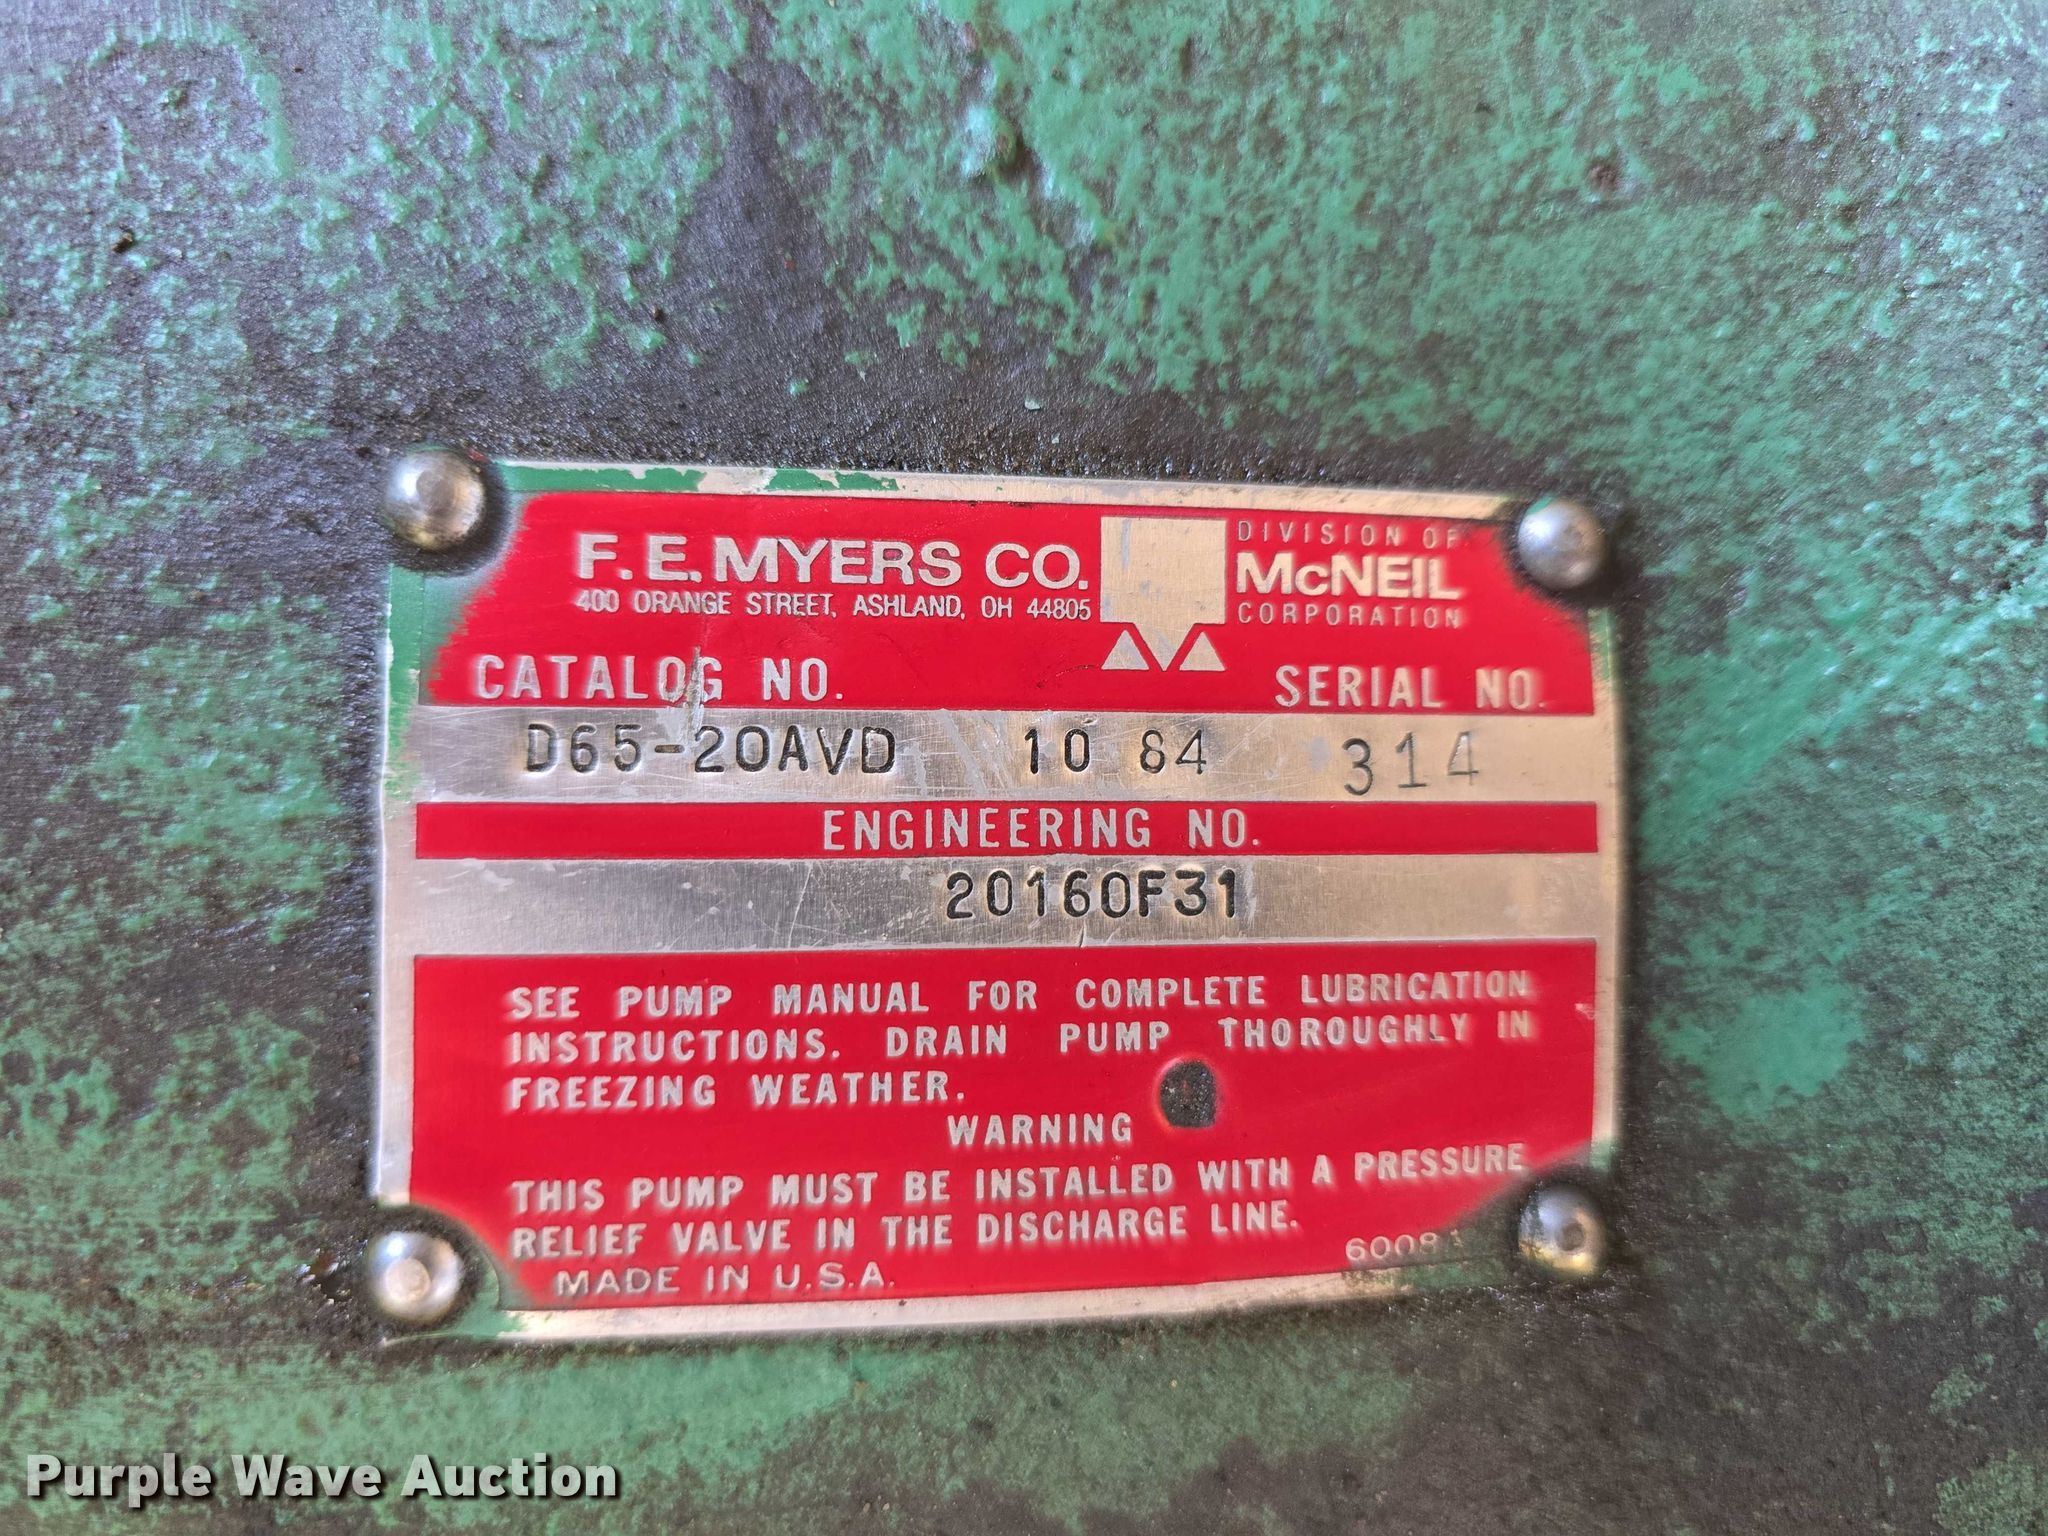 F.E. MYERS CO.
400 ORANGE STREET, ASHLAND, OH 44805
DIVISION OF
McNEIL
CORPORATION
CATALOG NO. SERIAL NO.
D65-20AVD 10 84 314
ENGINEERING NO.
20160F31
SEE PUMP MANUAL FOR COMPLETE LUBRICATION
INSTRUCTIONS. DRAIN PUMP THOROUGHLY IN
FREEZING WEATHER.
WARNING
THIS PUMP MUST BE INSTALLED WITH A PRESSURE
RELIEF VALVE IN THE DISCHARGE LINE.
MADE IN U.S.A.
Purple Wave Auction